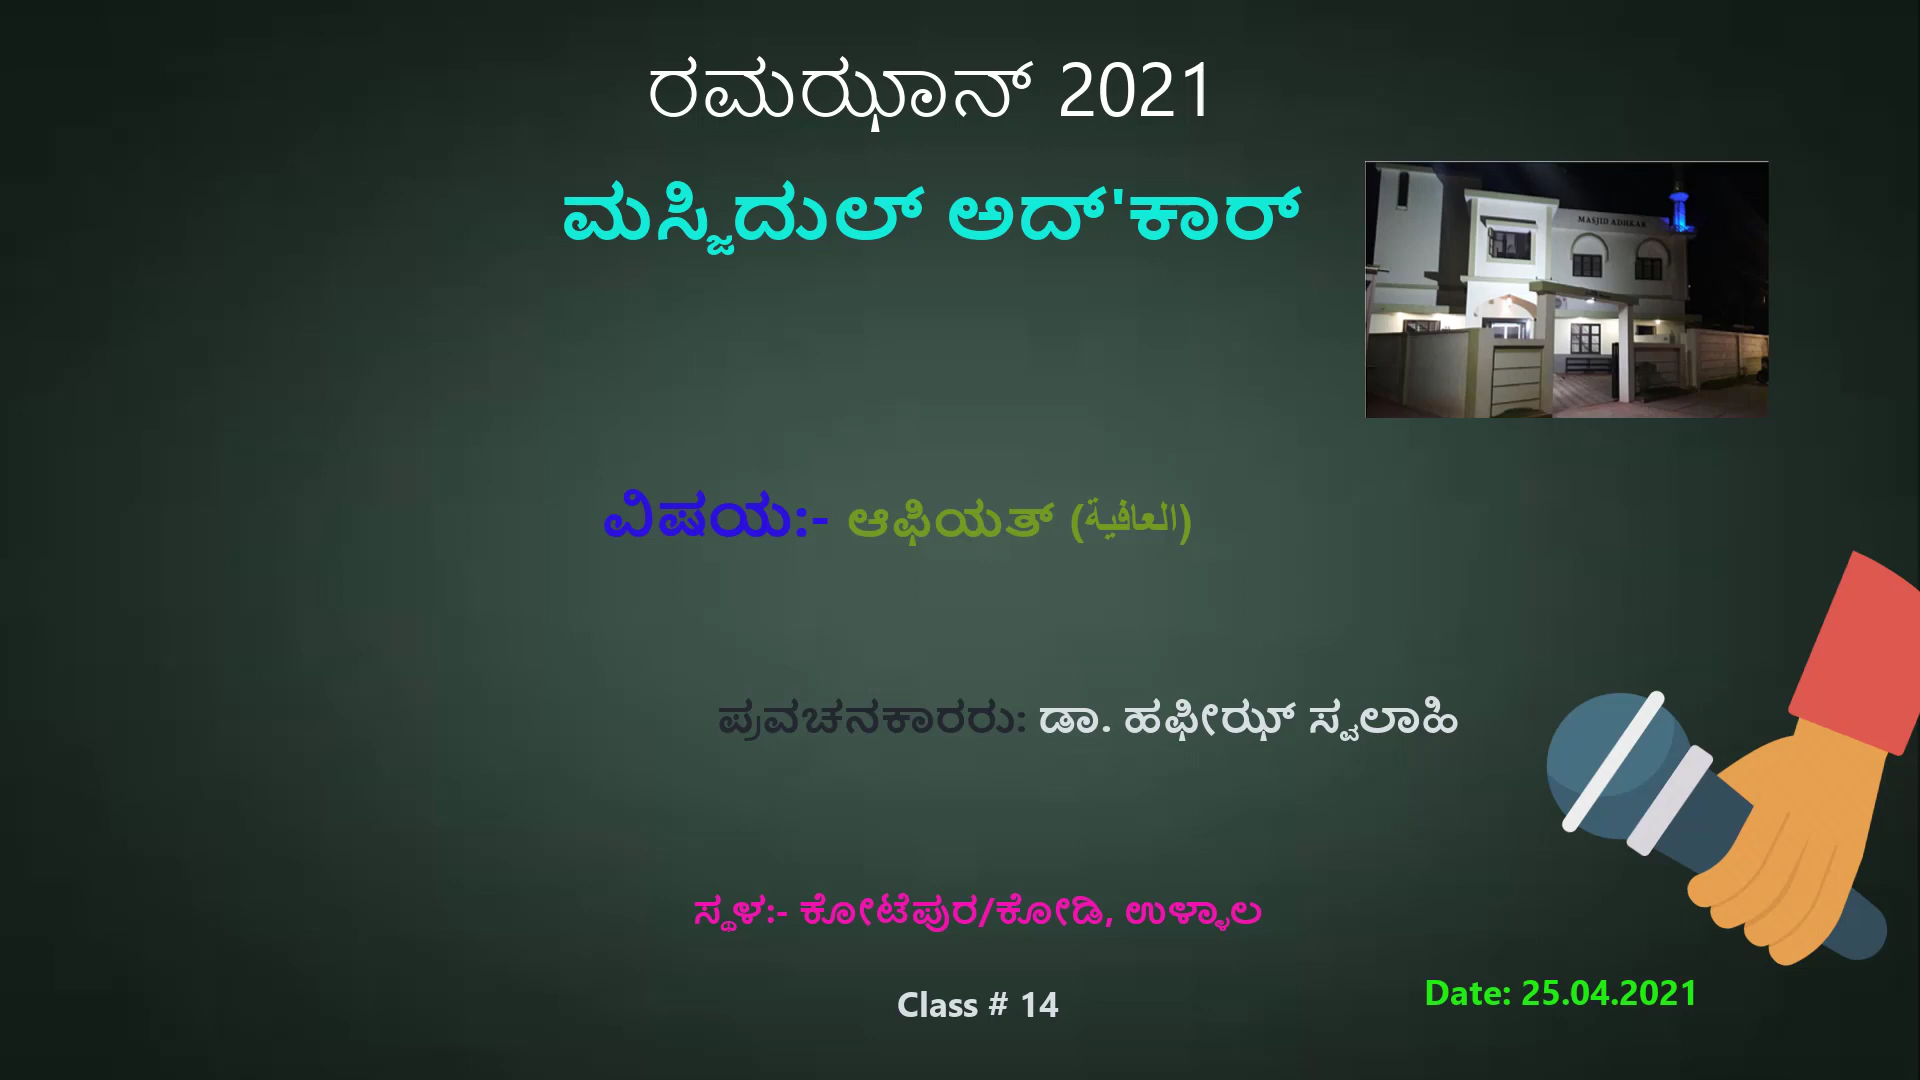 ರಮಝಾನ್ 2021
ಮಸ್ಜಿದುಲ್ ಅದ್'ಕಾರ್
MASJID ADHKAR
ವಿಷಯ:- ಆಫಿಯತ್ (العافية)
ಪ್ರವಚನಕಾರರು: ಡಾ. ಹಫೀಝ್ ಸ್ವಲಾಹಿ
ಸ್ಥಳ:- ಕೋಟೆಪುರ/ಕೋಡಿ, ಉಳ್ಳಾಲ
Class # 14
Date: 25.04.2021